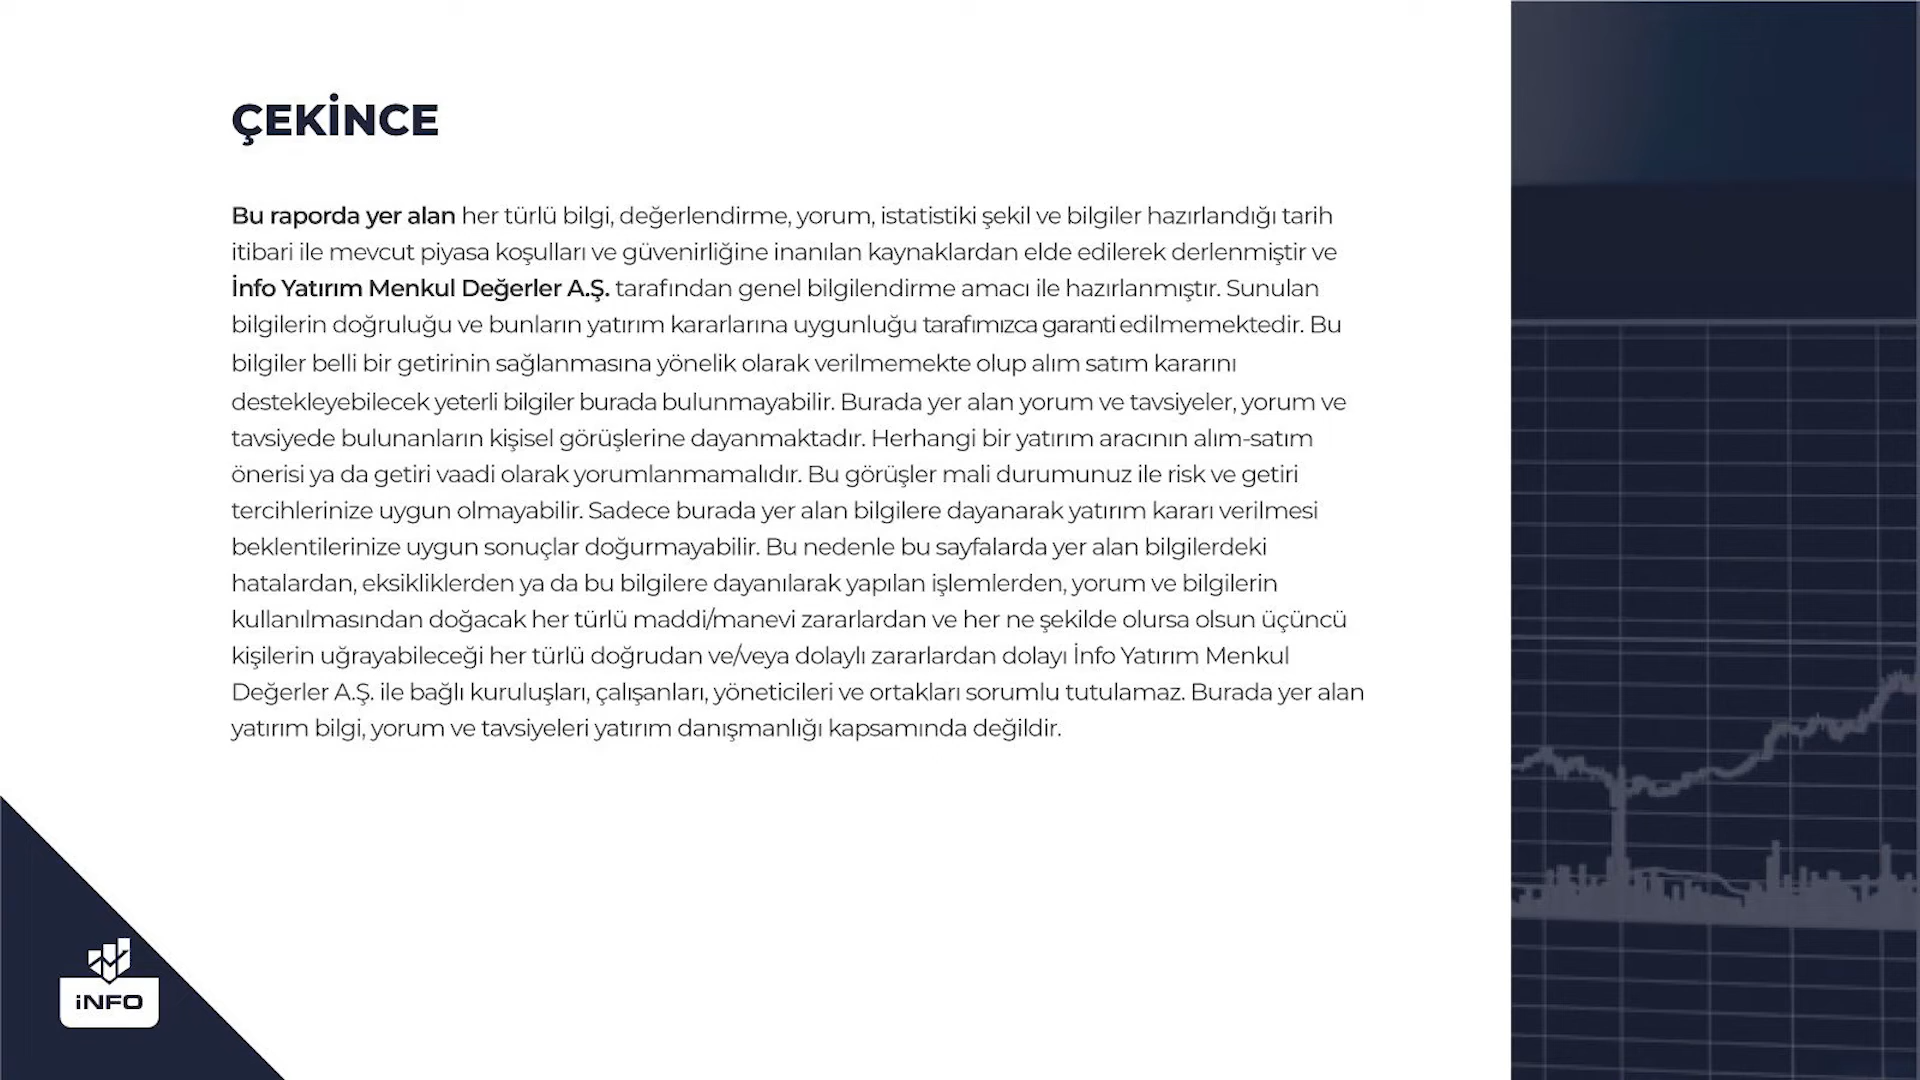 ÇEKİNCE
Bu raporda yer alan her türlü bilgi, değerlendirme, yorum, istatistiki şekil ve bilgiler hazırlandığı tarih
itibari ile mevcut piyasa koşulları ve güvenirliğine inanılan kaynaklardan elde edilerek derlenmiştir ve
İnfo Yatırım Menkul Değerler A.Ş. tarafından genel bilgilendirme amacı ile hazırlanmıştır. Sunulan
bilgilerin doğruluğu ve bunların yatırım kararlarına uygunluğu tarafımızca garanti edilmemektedir. Bu
bilgiler belli bir getirinin sağlanmasına yönelik olarak verilmemekte olup alım satım kararını
destekleyebilecek yeterli bilgiler burada bulunmayabilir. Burada yer alan yorum ve tavsiyeler, yorum ve
tavsiyede bulunanların kişisel görüşlerine dayanmaktadır. Herhangi bir yatırım aracının alım-satım
önerisi ya da getiri vaadi olarak yorumlanmamalıdır. Bu görüşler mali durumunuz ile risk ve getiri
tercihlerinize uygun olmayabilir. Sadece burada yer alan bilgilere dayanarak yatırım kararı verilmesi
beklentilerinize uygun sonuçlar doğurmayabilir. Bu nedenle bu sayfalarda yer alan bilgilerdeki
hatalardan, eksikliklerden ya da bu bilgilere dayanılarak yapılan işlemlerden, yorum ve bilgilerin
kullanılmasından doğacak her türlü maddi/manevi zararlardan ve her ne şekilde olursa olsun üçüncü
kişilerin uğrayabileceği her türlü doğrudan ve/veya dolaylı zararlardan dolayı İnfo Yatırım Menkul
Değerler A.Ş. ile bağlı kuruluşları, çalışanları, yöneticileri ve ortakları sorumlu tutulamaz. Burada yer alan
yatırım bilgi, yorum ve tavsiyeleri yatırım danışmanlığı kapsamında değildir.
iNFO